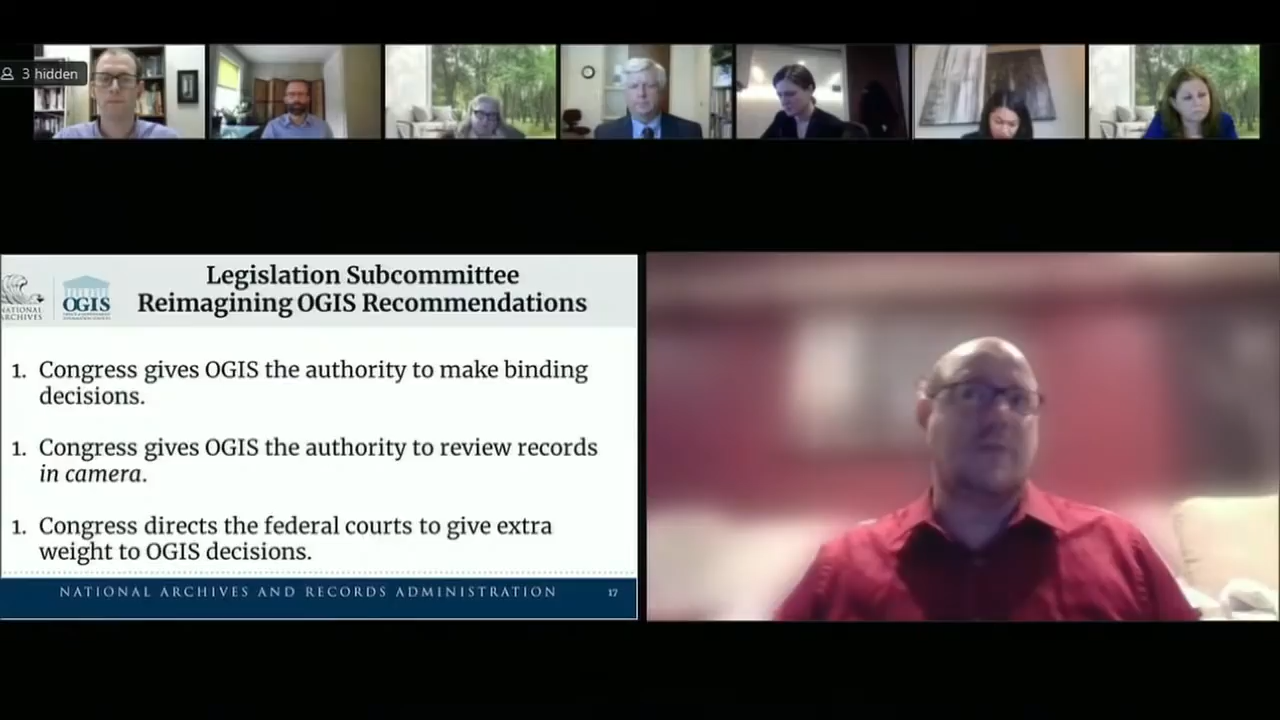 3 hidden
Legislation Subcommittee
Reimagining OGIS Recommendations
NATIONAL
ARCHIVES
OGIS
1. Congress gives OGIS the authority to make binding
decisions.
1. Congress gives OGIS the authority to review records
in camera.
1. Congress directs the federal courts to give extra
weight to OGIS decisions.
NATIONAL ARCHIVES AND RECORDS ADMINISTRATION
17